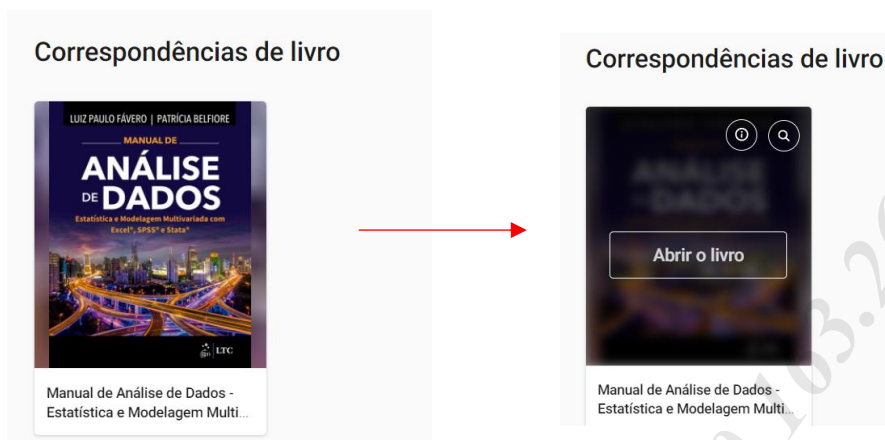 Correspondências de livro
LUIZ PAULO FÁVERO | PATRÍCIA BELFIORE
MANUAL DE
ANÁLISE
DE DADOS
Estatística e Modelagem Multivariada com
Excel®, SPSS® e Stata®
LTC
Manual de Análise de Dados -
Estatística e Modelagem Multi...
Correspondências de livro
ANÁLISE
DADOS
Abrir o livro
Manual de Análise de Dados -
Estatística e Modelagem Multi...